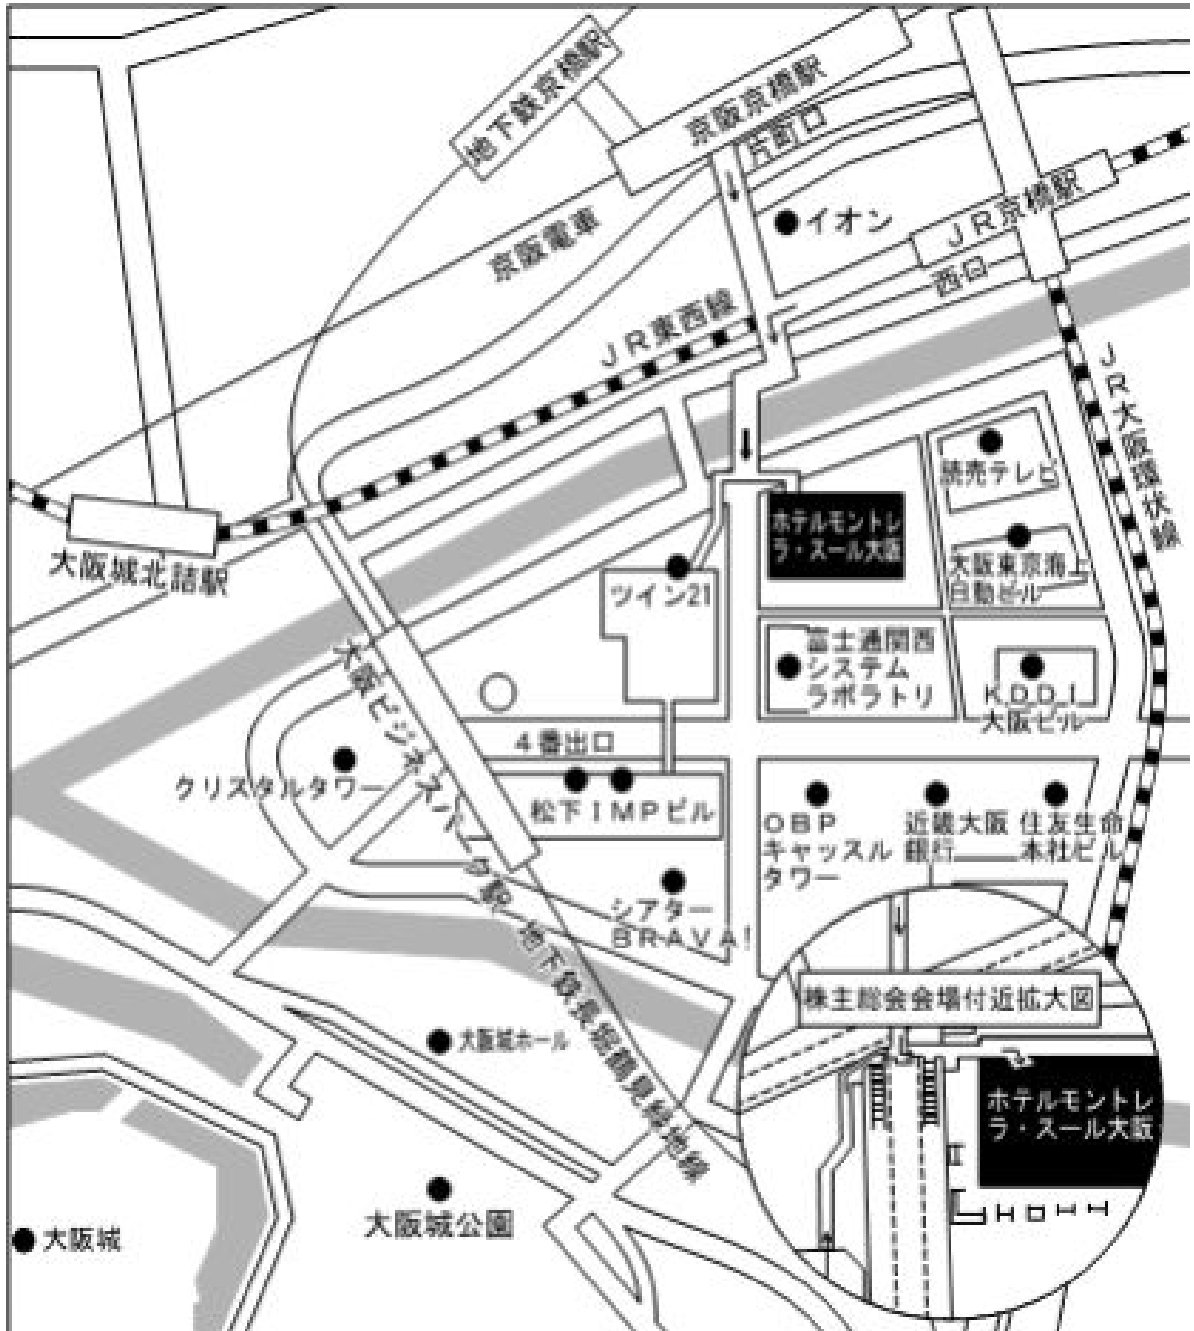 地下鉄京橋駅
京阪京橋駅
片町口
イオン
JR京橋駅
西口
京阪電車
JR東西線
JR大阪環状線
読売テレビ
ホテルモントレ
ラ・スール大阪
大阪東京海上
日動ビル
大阪城北詰駅
ツイン21
富士通関西
システム
ラボラトリ
KDDI
大阪ビル
大阪ビジネスパーク駅
4番出口
クリスタルタワー
松下IMPビル
OBP
キャッスル
タワー
近畿大阪
銀行
住友生命
本社ビル
シアター
BRAVA!
地下鉄長堀鶴見緑地線
株主総会会場付近拡大図
大阪城ホール
ホテルモントレ
ラ・スール大阪
大阪城公園
大阪城